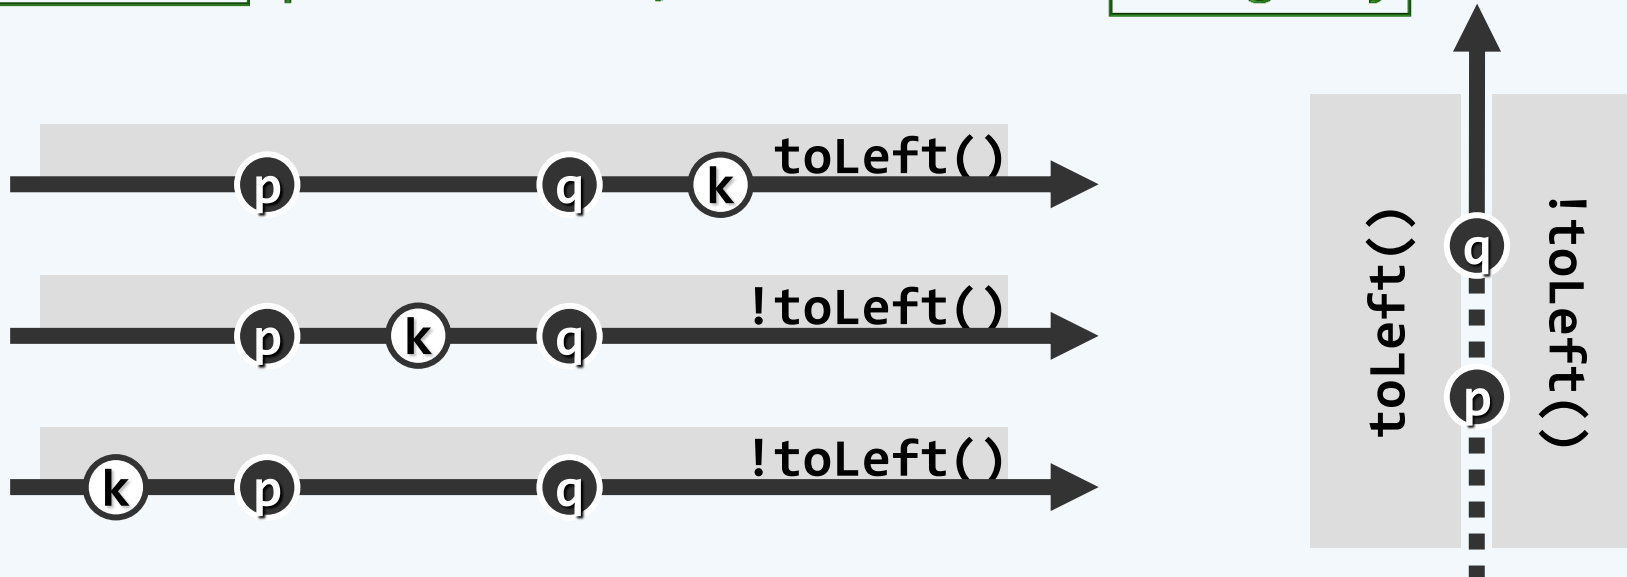 toLeft()
p q k
!toLeft()
p k q
!toLeft()
k p q
toLeft()
q
p
!toLeft()